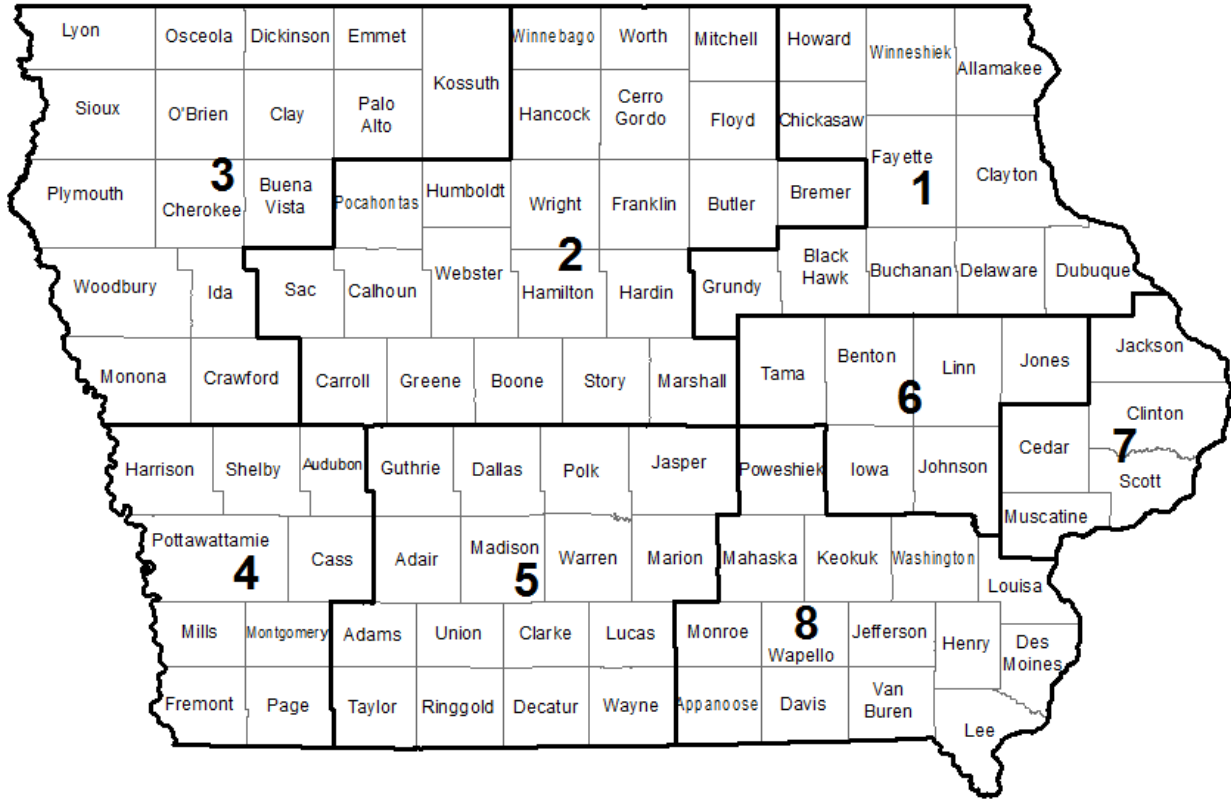 Lyon
Osceola
Dickinson
Emmet
Kossuth
Winnebago
Worth
Mitchell
Howard
Winneshiek
Allamakee
Sioux
O'Brien
Clay
Palo
Alto
Hancock
Cerro
Gordo
Floyd
Chickasaw
Fayette
1
Clayton
Plymouth
3
Cherokee
Buena
Vista
Pocahontas
Humboldt
Wright
Franklin
Butler
Bremer
Woodbury
Ida
Sac
Calhoun
Webster
2
Hamilton
Hardin
Grundy
Black
Hawk
Buchanan
Delaware
Dubuque
Monona
Crawford
Carroll
Greene
Boone
Story
Marshall
Tama
Benton
6
Linn
Jones
Jackson
Harrison
Shelby
Audubon
Guthrie
Dallas
Polk
Jasper
Poweshiek
Iowa
Johnson
Cedar
Clinton
7
Scott
Muscatine
Pottawattamie
4
Cass
Adair
Madison
5
Warren
Marion
Mahaska
Keokuk
Washington
Louisa
Mills
Montgomery
Adams
Union
Clarke
Lucas
Monroe
8
Wapello
Jefferson
Henry
Des
Moines
Fremont
Page
Taylor
Ringgold
Decatur
Wayne
Appanoose
Davis
Van
Buren
Lee